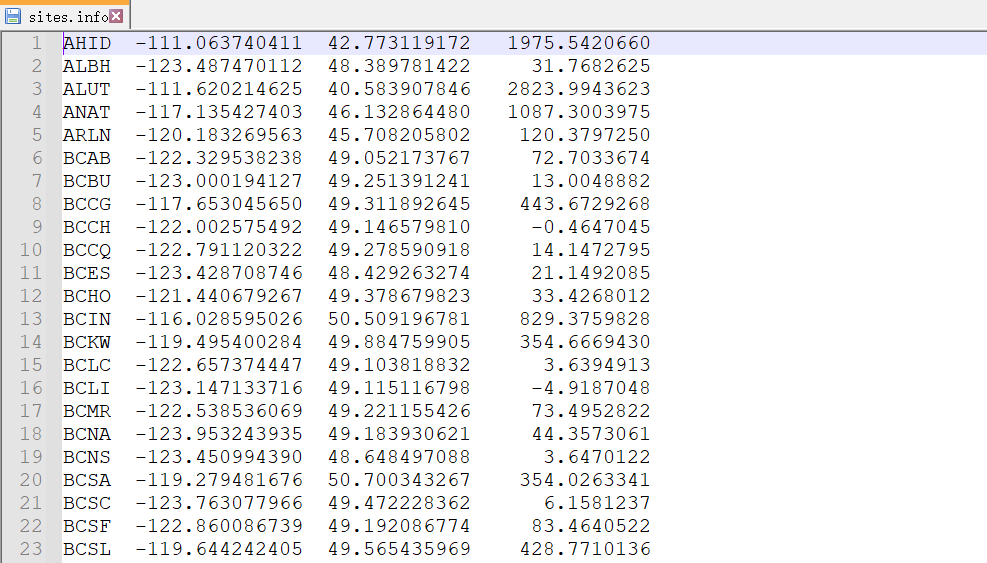 sites.info
1 AHID -111.063740411 42.773119172 1975.5420660
2 ALBH -123.487470112 48.389781422 31.7682625
3 ALUT -111.620214625 40.583907846 2823.9943623
4 ANAT -117.135427403 46.132864480 1087.3003975
5 ARLN -120.183269563 45.708205802 120.3797250
6 BCAB -122.329538238 49.052173767 72.7033674
7 BCBU -123.000194127 49.251391241 13.0048882
8 BCCG -117.653045650 49.311892645 443.6729268
9 BCCH -122.002575492 49.146579810 -0.4647045
10 BCCQ -122.791120322 49.278590918 14.1472795
11 BCES -123.428708746 48.429263274 21.1492085
12 BCHO -121.440679267 49.378679823 33.4268012
13 BCIN -116.028595026 50.509196781 829.3759828
14 BCKW -119.495400284 49.884759905 354.6669430
15 BCLC -122.657374447 49.103818832 3.6394913
16 BCLI -123.147133716 49.115116798 -4.9187048
17 BCMR -122.538536069 49.221155426 73.4952822
18 BCNA -123.953243935 49.183930621 44.3573061
19 BCNS -123.450994390 48.648497088 3.6470122
20 BCSA -119.279481676 50.700343267 354.0263341
21 BCSC -123.763077966 49.472228362 6.1581237
22 BCSF -122.860086739 49.192086774 83.4640522
23 BCSL -119.644242405 49.565435969 428.7710136